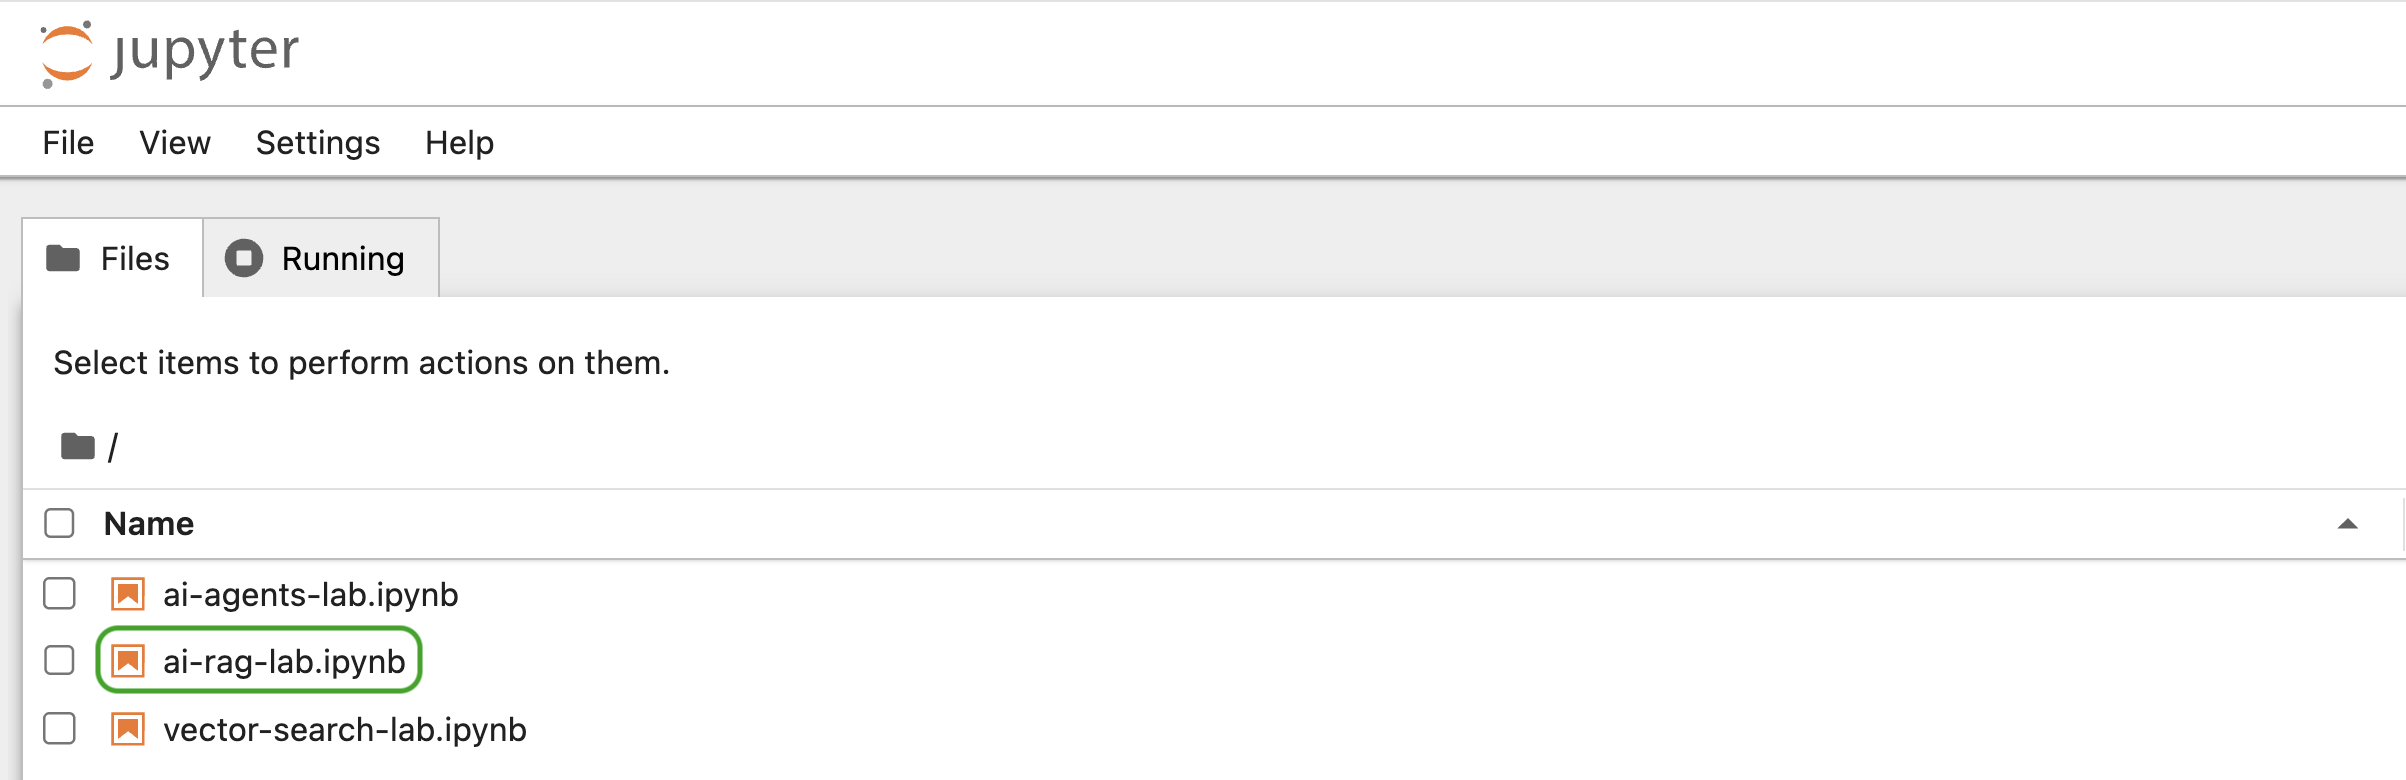 jupyter
File View Settings Help
Files Running
Select items to perform actions on them.
/
Name
ai-agents-lab.ipynb
ai-rag-lab.ipynb
vector-search-lab.ipynb